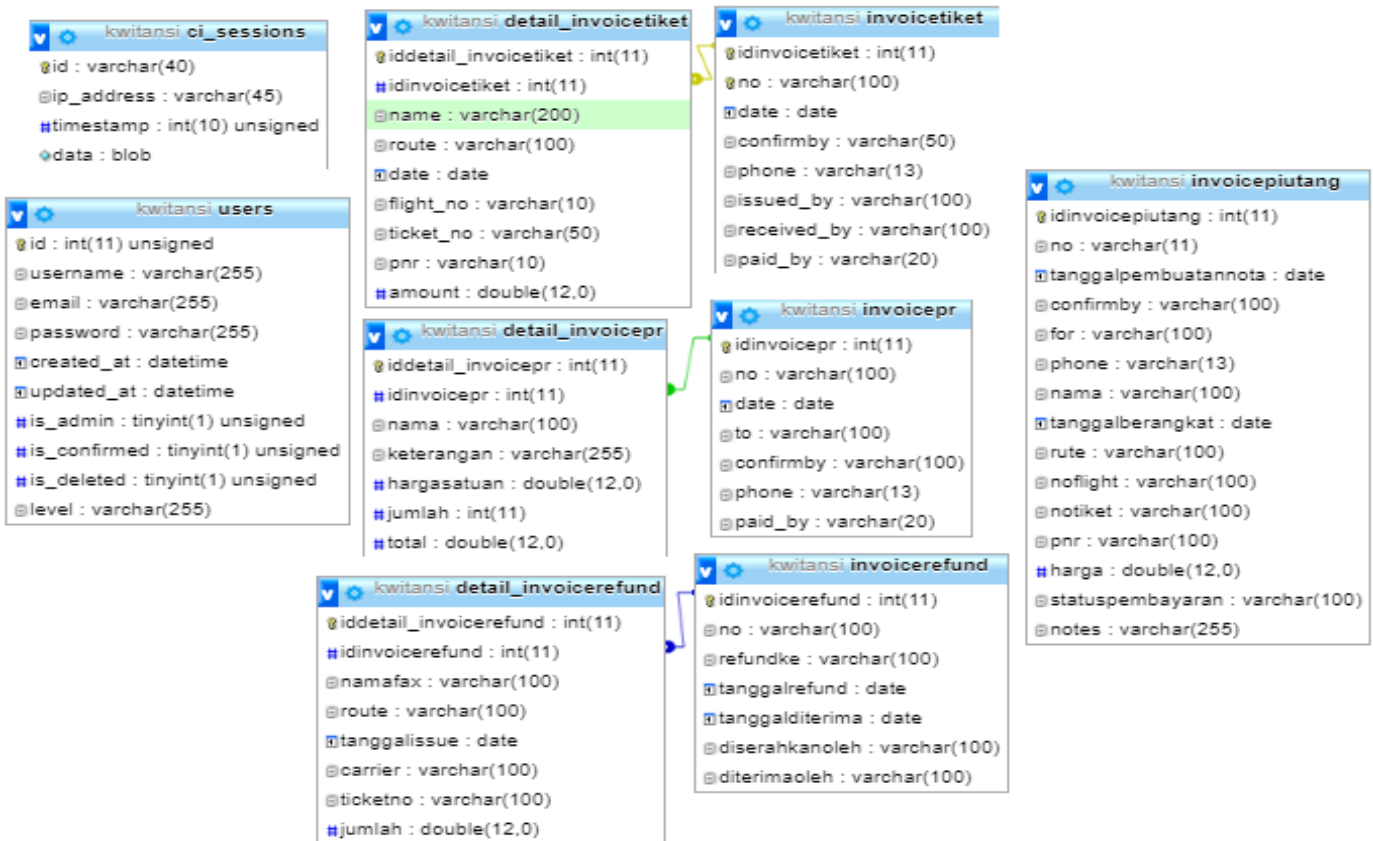 kwitansi ci_sessions
id : varchar(40)
ip_address : varchar(45)
timestamp : int(10) unsigned
data : blob
kwitansi users
id : int(11) unsigned
username : varchar(255)
email : varchar(255)
password : varchar(255)
created_at : datetime
updated_at : datetime
is_admin : tinyint(1) unsigned
is_confirmed : tinyint(1) unsigned
is_deleted : tinyint(1) unsigned
level : varchar(255)
kwitansi detail_invoicetiket
iddetail_invoicetiket : int(11)
idinvoicetiket : int(11)
name : varchar(200)
route : varchar(100)
date : date
flight_no : varchar(10)
ticket_no : varchar(50)
pnr : varchar(10)
amount : double(12,0)
kwitansi invoicetiket
idinvoicetiket : int(11)
no : varchar(100)
date : date
confirmby : varchar(50)
phone : varchar(13)
issued_by : varchar(100)
received_by : varchar(100)
paid_by : varchar(20)
kwitansi detail_invoicepr
iddetail_invoicepr : int(11)
idinvoicepr : int(11)
nama : varchar(100)
keterangan : varchar(255)
hargasatuan : double(12,0)
jumlah : int(11)
total : double(12,0)
kwitansi invoicepr
idinvoicepr : int(11)
no : varchar(100)
date : date
to : varchar(100)
confirmby : varchar(100)
phone : varchar(13)
paid_by : varchar(20)
kwitansi detail_invoicerefund
iddetail_invoicerefund : int(11)
idinvoicerefund : int(11)
namafax : varchar(100)
route : varchar(100)
tanggalissue : date
carrier : varchar(100)
ticketno : varchar(100)
jumlah : double(12,0)
kwitansi invoicerefund
idinvoicerefund : int(11)
no : varchar(100)
refundke : varchar(100)
tanggalrefund : date
tanggalditerima : date
diserahkanoleh : varchar(100)
diterimaoleh : varchar(100)
kwitansi invoicepiutang
idinvoicepiutang : int(11)
no : varchar(11)
tanggalpembuatannota : date
confirmby : varchar(100)
for : varchar(100)
phone : varchar(13)
nama : varchar(100)
tanggalberangkat : date
rute : varchar(100)
noflight : varchar(100)
notiket : varchar(100)
pnr : varchar(100)
harga : double(12,0)
statuspembayaran : varchar(100)
notes : varchar(255)